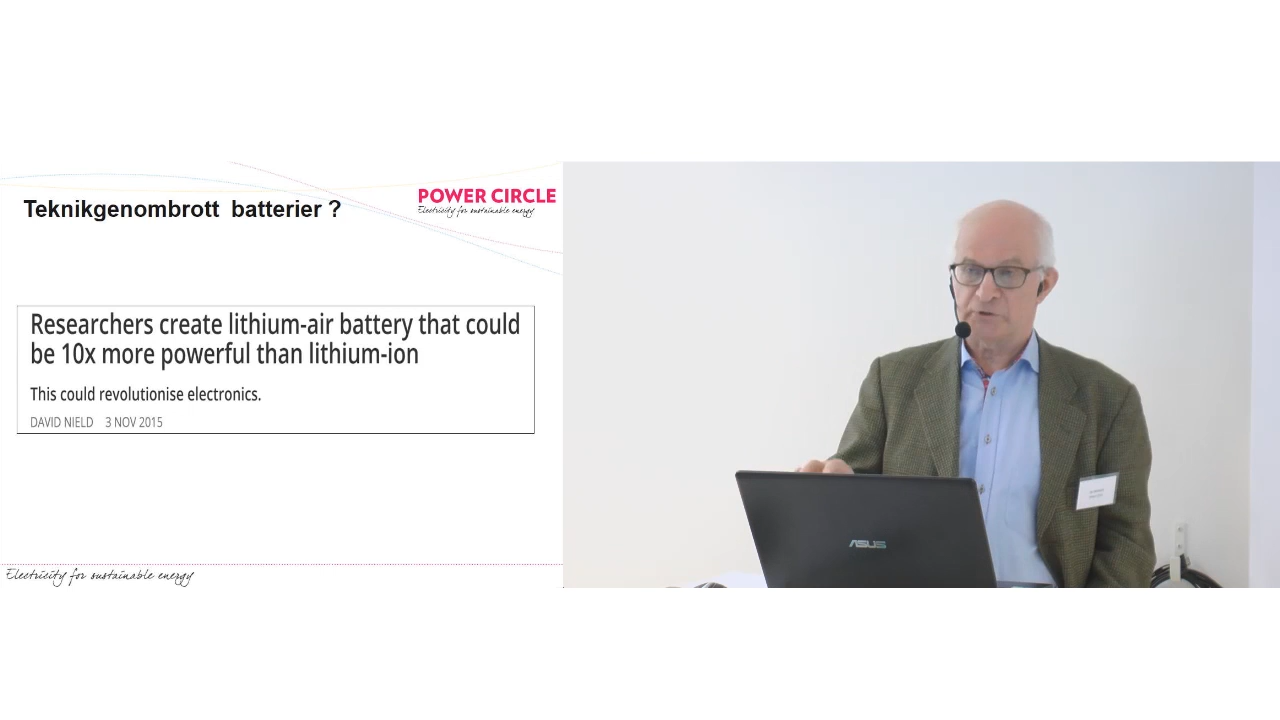 Teknikgenombrott batterier ?
POWER CIRCLE
Electricity for sustainable energy
Researchers create lithium-air battery that could
be 10x more powerful than lithium-ion
This could revolutionise electronics.
DAVID NIELD 3 NOV 2015
Electricity for sustainable energy
ASUS